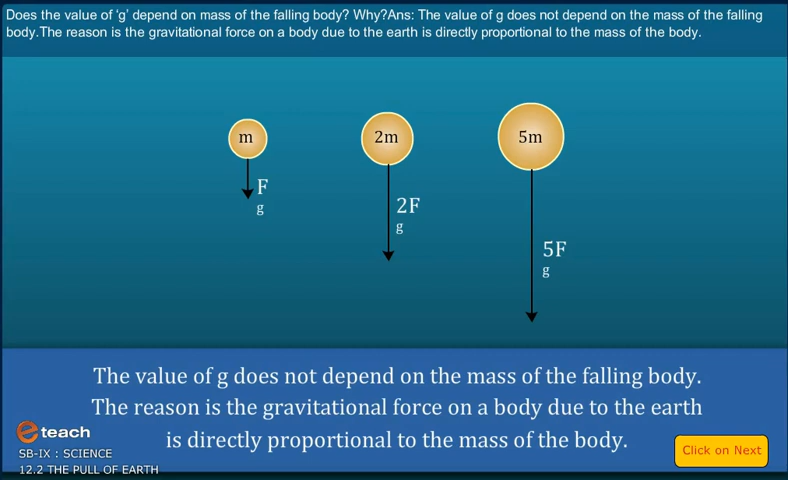 Does the value of ‘g’ depend on mass of the falling body? Why?Ans: The value of g does not depend on the mass of the falling
body.The reason is the gravitational force on a body due to the earth is directly proportional to the mass of the body.
m
2m
5m
F
g
2F
g
5F
g
The value of g does not depend on the mass of the falling body.
The reason is the gravitational force on a body due to the earth
is directly proportional to the mass of the body.
e teach
SB-IX : SCIENCE
12.2 THE PULL OF EARTH
Click on Next